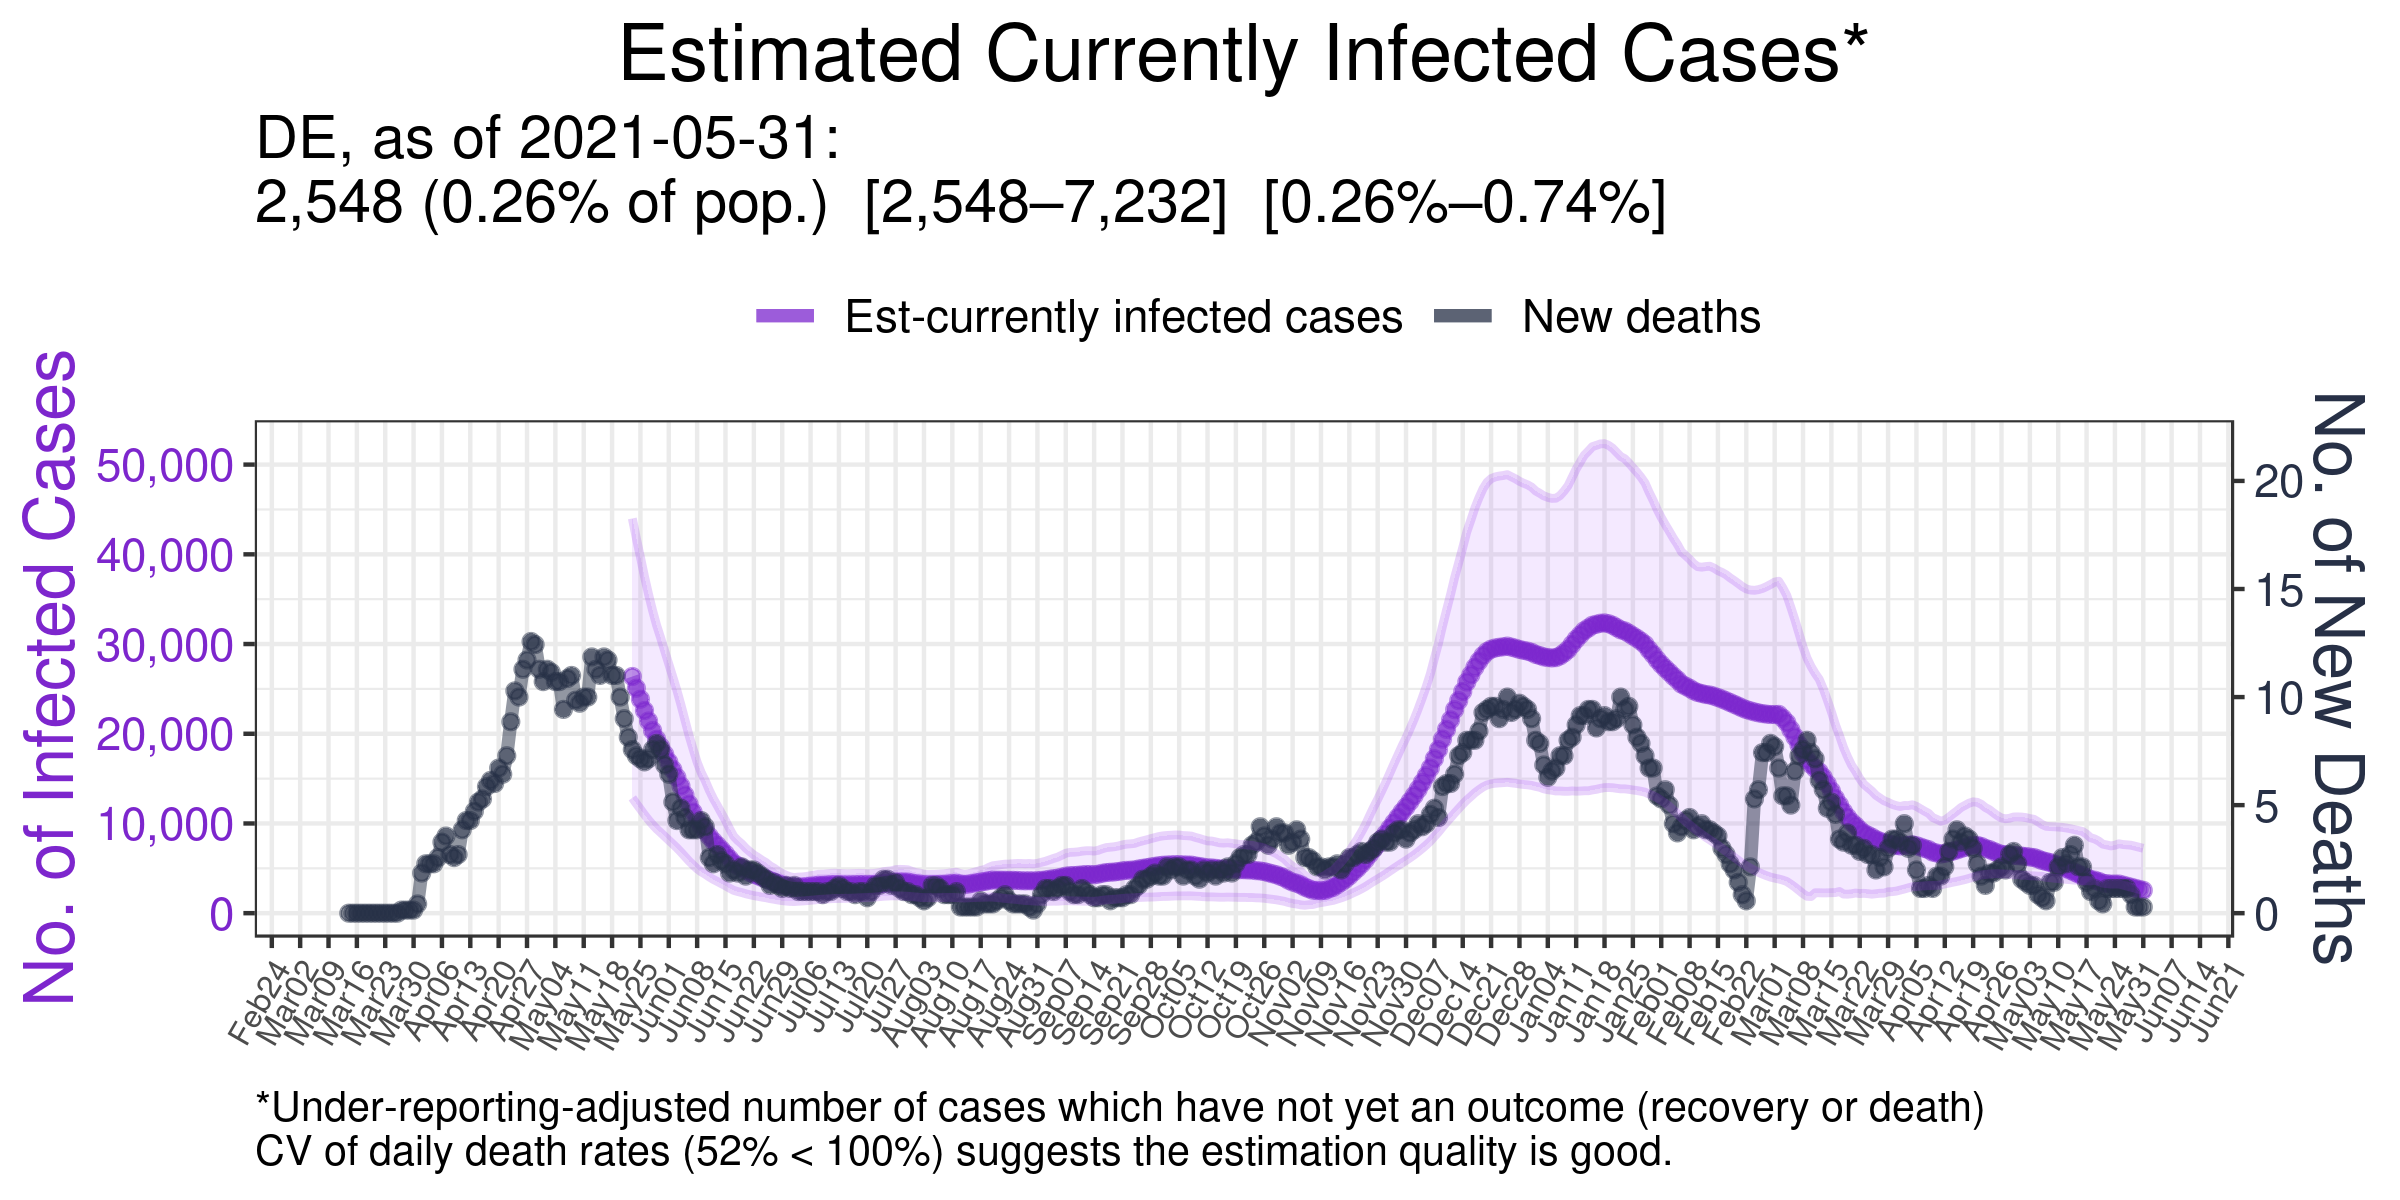 Estimated Currently Infected Cases*
DE, as of 2021-05-31:
2,548 (0.26% of pop.)  [2,548–7,232]  [0.26%–0.74%]
Est-currently infected cases
New deaths
No. of Infected Cases
50,000
40,000
30,000
20,000
10,000
0
No. of New Deaths
20
15
10
5
0
Feb24
Mar02
Mar09
Mar16
Mar23
Mar30
Apr06
Apr13
Apr20
Apr27
May04
May11
May18
May25
Jun01
Jun08
Jun15
Jun22
Jun29
Jul06
Jul13
Jul20
Jul27
Aug03
Aug10
Aug17
Aug24
Aug31
Sep07
Sep14
Sep21
Sep28
Oct05
Oct12
Oct19
Oct26
Nov02
Nov09
Nov16
Nov23
Nov30
Dec07
Dec14
Dec21
Dec28
Jan04
Jan11
Jan18
Jan25
Feb01
Feb08
Feb15
Feb22
Mar01
Mar08
Mar15
Mar22
Mar29
Apr05
Apr12
Apr19
Apr26
May03
May10
May17
May24
May31
Jun07
Jun14
Jun21
*Under-reporting-adjusted number of cases which have not yet an outcome (recovery or death)
CV of daily death rates (52% < 100%) suggests the estimation quality is good.